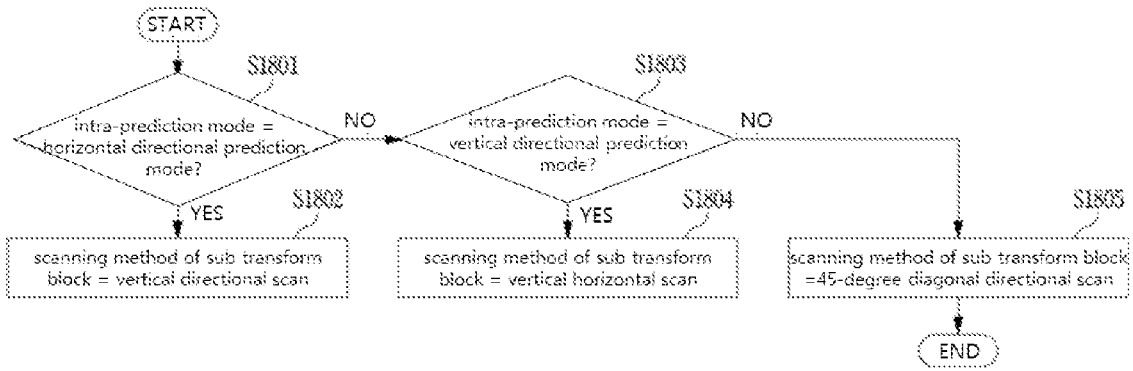 START
S1801
intra-prediction mode =
horizontal directional prediction
mode?
NO
YES
S1802
scanning method of sub transform
block = vertical directional scan
S1803
intra-prediction mode =
vertical directional prediction
mode?
NO
YES
S1804
scanning method of sub transform
block = vertical horizontal scan
S1805
scanning method of sub transform block
=45-degree diagonal directional scan
END